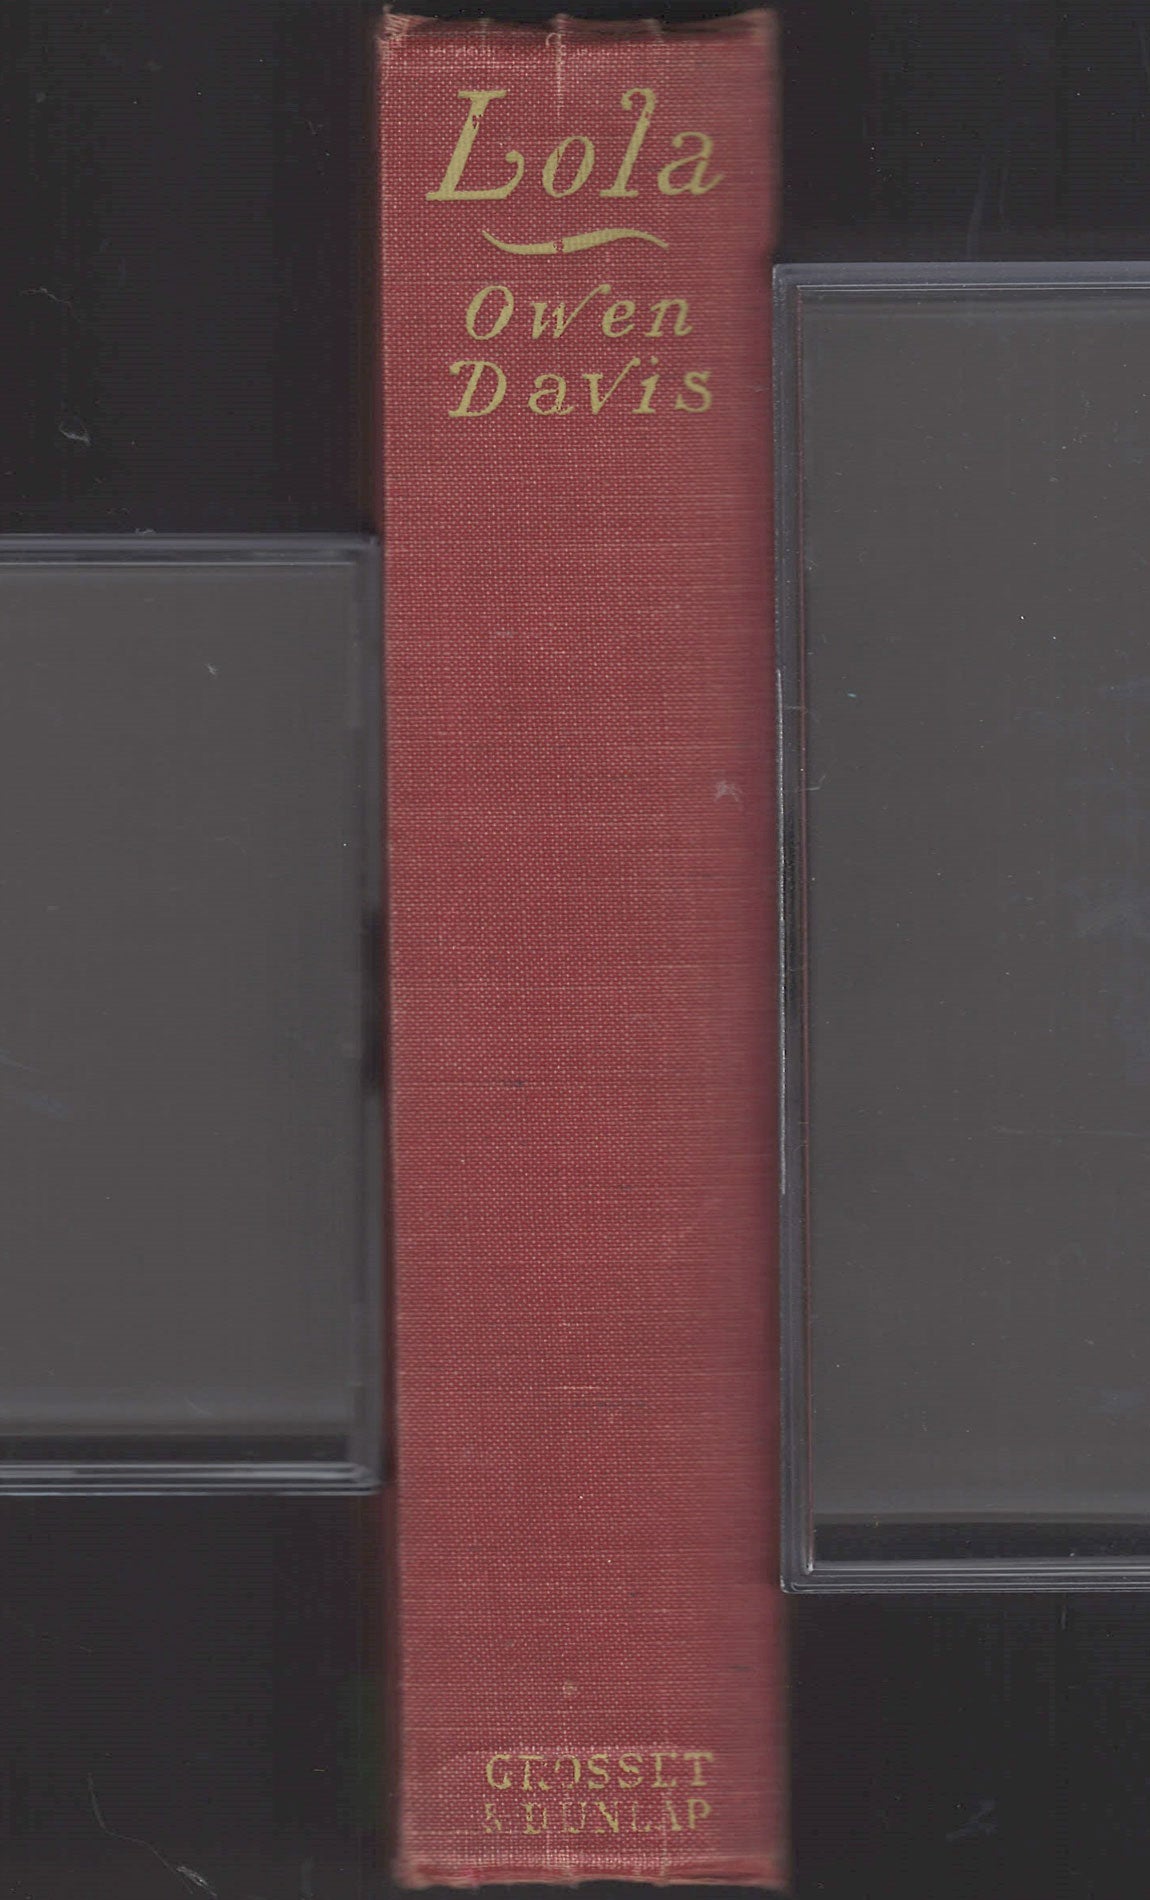 Lola
Owen
Davis
GROSSET
& DUNLAP